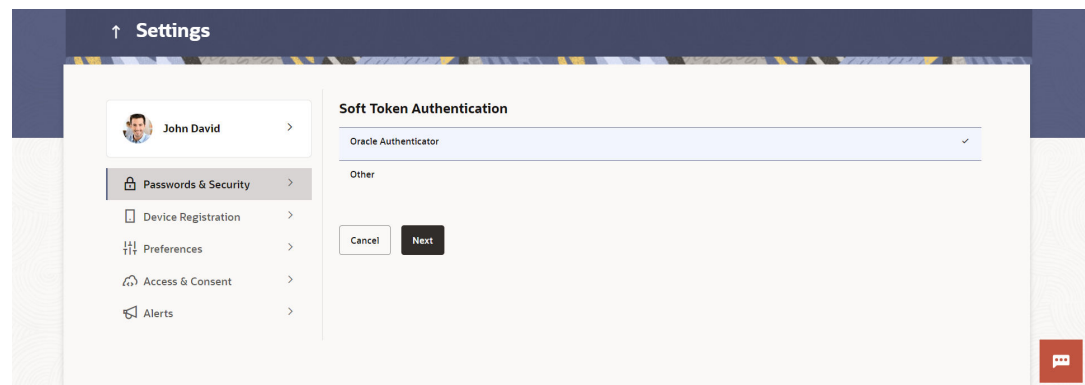 Settings
John David
Passwords & Security
Device Registration
Preferences
Access & Consent
Alerts
Soft Token Authentication
Oracle Authenticator
Other
Cancel
Next